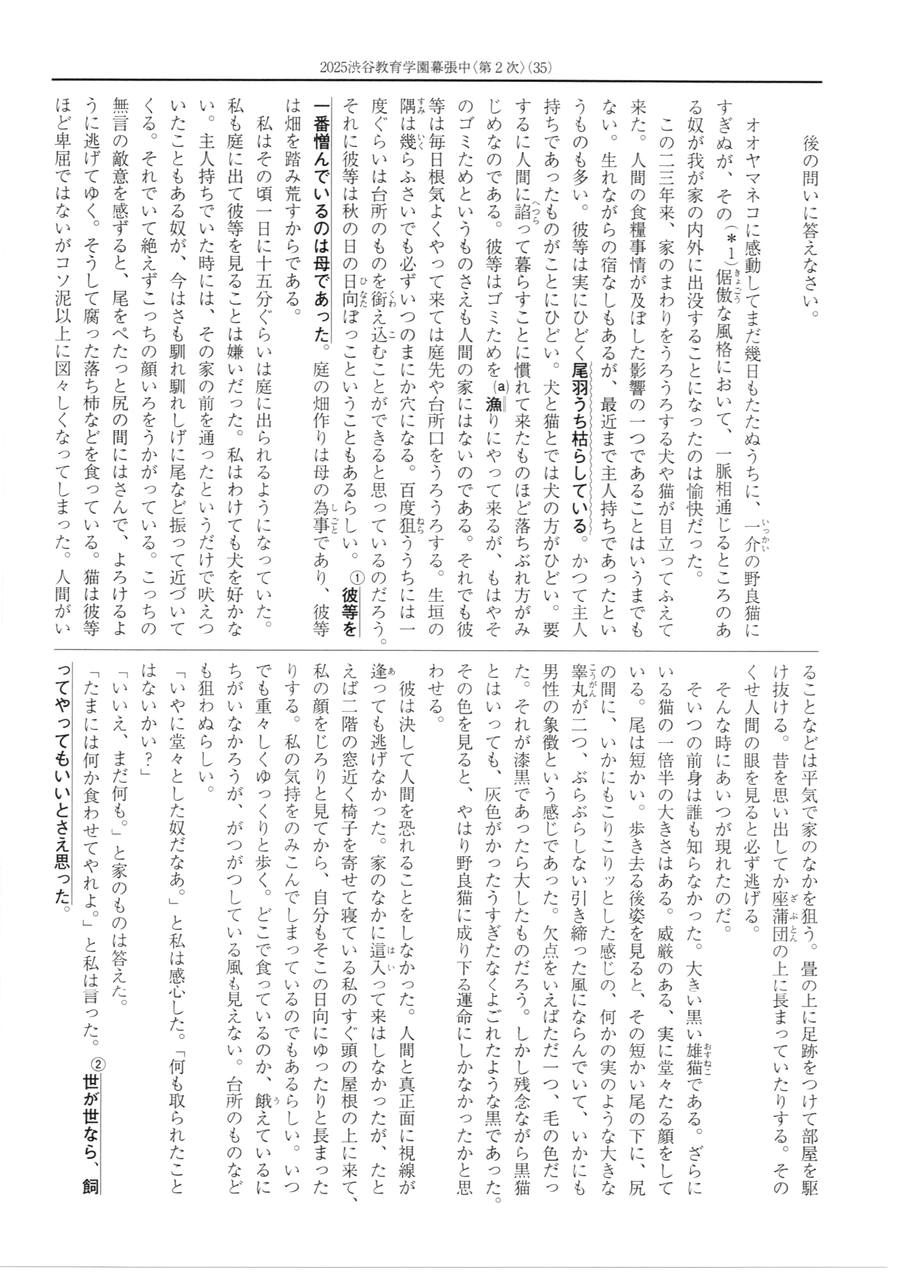 2025渋谷教育学園幕張中〈第2次〉(35)
後の問いに答えなさい。
オオヤマネコに感動してまだ幾日もたたぬうちに、一介の野良猫に
すぎぬが、その(＊1)倨傲な風格において、一脈相通じるところのあ
る奴が我が家の内外に出没することになったのは愉快だった。
この二三年来、家のまわりをうろうろする犬や猫が目立ってふえて
来た。人間の食糧事情が及ぼした影響の一つであることはいうまでも
ない。生れながらの宿なしもあるが、最近まで主人持ちであったとい
うものも多い。彼等は実にひどく尾羽うち枯らしている。かつて主人
持ちであったものがことにひどい。犬と猫とでは犬の方がひどい。要
するに人間に諂って暮らすことに慣れて来たものほど落ちぶれ方がみ
じめなのである。彼等はゴミためを(a)漁りにやって来るが、もはやそ
のゴミためというものさえも人間の家にはないのである。それでも彼
等は毎日根気よくやって来ては庭先や台所口をうろうろする。生垣の
隅は幾らふさいでも必ずいつのまにか穴になる。百度狙ううちには一
度ぐらいは台所のものを銜え込むことができると思っているのだろう。
それに彼等は秋の日の日向ぼっこということもあるらしい。①彼等を
一番憎んでいるのは母であった。庭の畑作りは母の為事であり、彼等
は畑を踏み荒すからである。
私はその頃一日に十五分ぐらいは庭に出られるようになっていた。
私も庭に出て彼等を見ることは嫌いだった。私はわけても犬を好かな
い。主人持ちでいた時には、その家の前を通ったというだけで吠えつ
いたこともある奴が、今はさも馴れ馴れしげに尾など振って近づいて
くる。それでいて絶えずこっちの顔いろをうかがっている。こっちの
無言の敵意を感ずると、尾をぺたっと尻の間にはさんで、よろけるよ
うに逃げてゆく。そうして腐った落ち柿などを食っている。猫は彼等
ほど卑屈ではないがコソ泥以上に図々しくなってしまった。人間がい
ることなどは平気で家のなかを狙う。畳の上に足跡をつけて部屋を駆
け抜ける。昔を思い出してか座蒲団の上に長まっていたりする。その
くせ人間の眼を見ると必ず逃げる。
そんな時にあいつが現れたのだ。
そいつの前身は誰も知らなかった。大きい黒い雄猫である。ざらに
いる猫の一倍半の大きさはある。威厳のある、実に堂々たる顔をして
いる。尾は短かい。歩き去る後姿を見ると、その短かい尾の下に、尻
の間に、いかにもこりこりッとした感じの、何かの実のような大きな
睾丸が二つ、ぶらぶらしない引き締った風にならんでいて、いかにも
男性の象徴という感じであった。欠点をいえばただ一つ、毛の色だっ
た。それが漆黒であったら大したものだろう。しかし残念ながら黒猫
とはいっても、灰色がかったうすぎたなくよごれたような黒であった。
その色を見ると、やはり野良猫に成り下る運命にしかなかったかと思
わせる。
彼は決して人間を恐れることをしなかった。人間と真正面に視線が
逢っても逃げなかった。家のなかに這入って来はしなかったが、たと
えば二階の窓近く椅子を寄せて寝ている私のすぐ頭の屋根の上に来て、
私の顔をじろりと見てから、自分もそこの日向にゆったりと長まった
りする。私の気持をのみこんでしまっているのでもあるらしい。いつ
でも重々しくゆっくりと歩く。どこで食っているのか、餓えているに
ちがいなかろうが、がつがつしている風も見えない。台所のものなど
も狙わぬらしい。
「いやに堂々とした奴だなあ。」と私は感心した。「何も取られたこと
はないかい？」
「いいえ、まだ何も。」と家のものは答えた。
「たまには何か食わせてやれよ。」と私は言った。②世が世なら、飼
ってやってもいいとさえ思った。